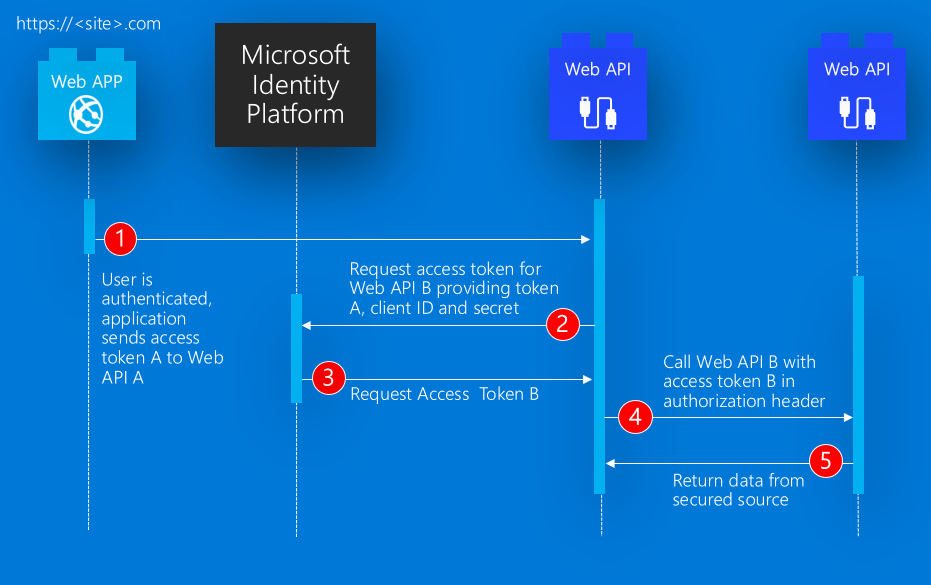 https://<site>.com
Web APP
Microsoft
Identity
Platform
Web API
Web API
1
User is
authenticated,
application
sends access
token A to Web
API A
Request access token for
Web API B providing token
A, client ID and secret
2
3
Request Access  Token B
Call Web API B with
access token B in
authorization header
4
5
Return data from
secured source